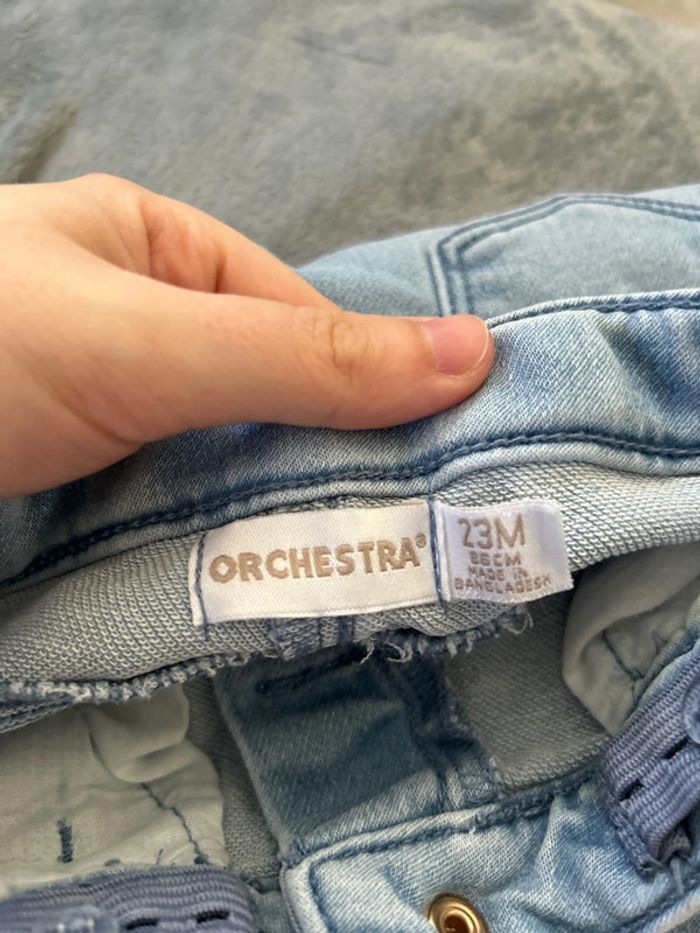 ORCHESTRA®
23M
86CM
MADE IN
BANGLADESH